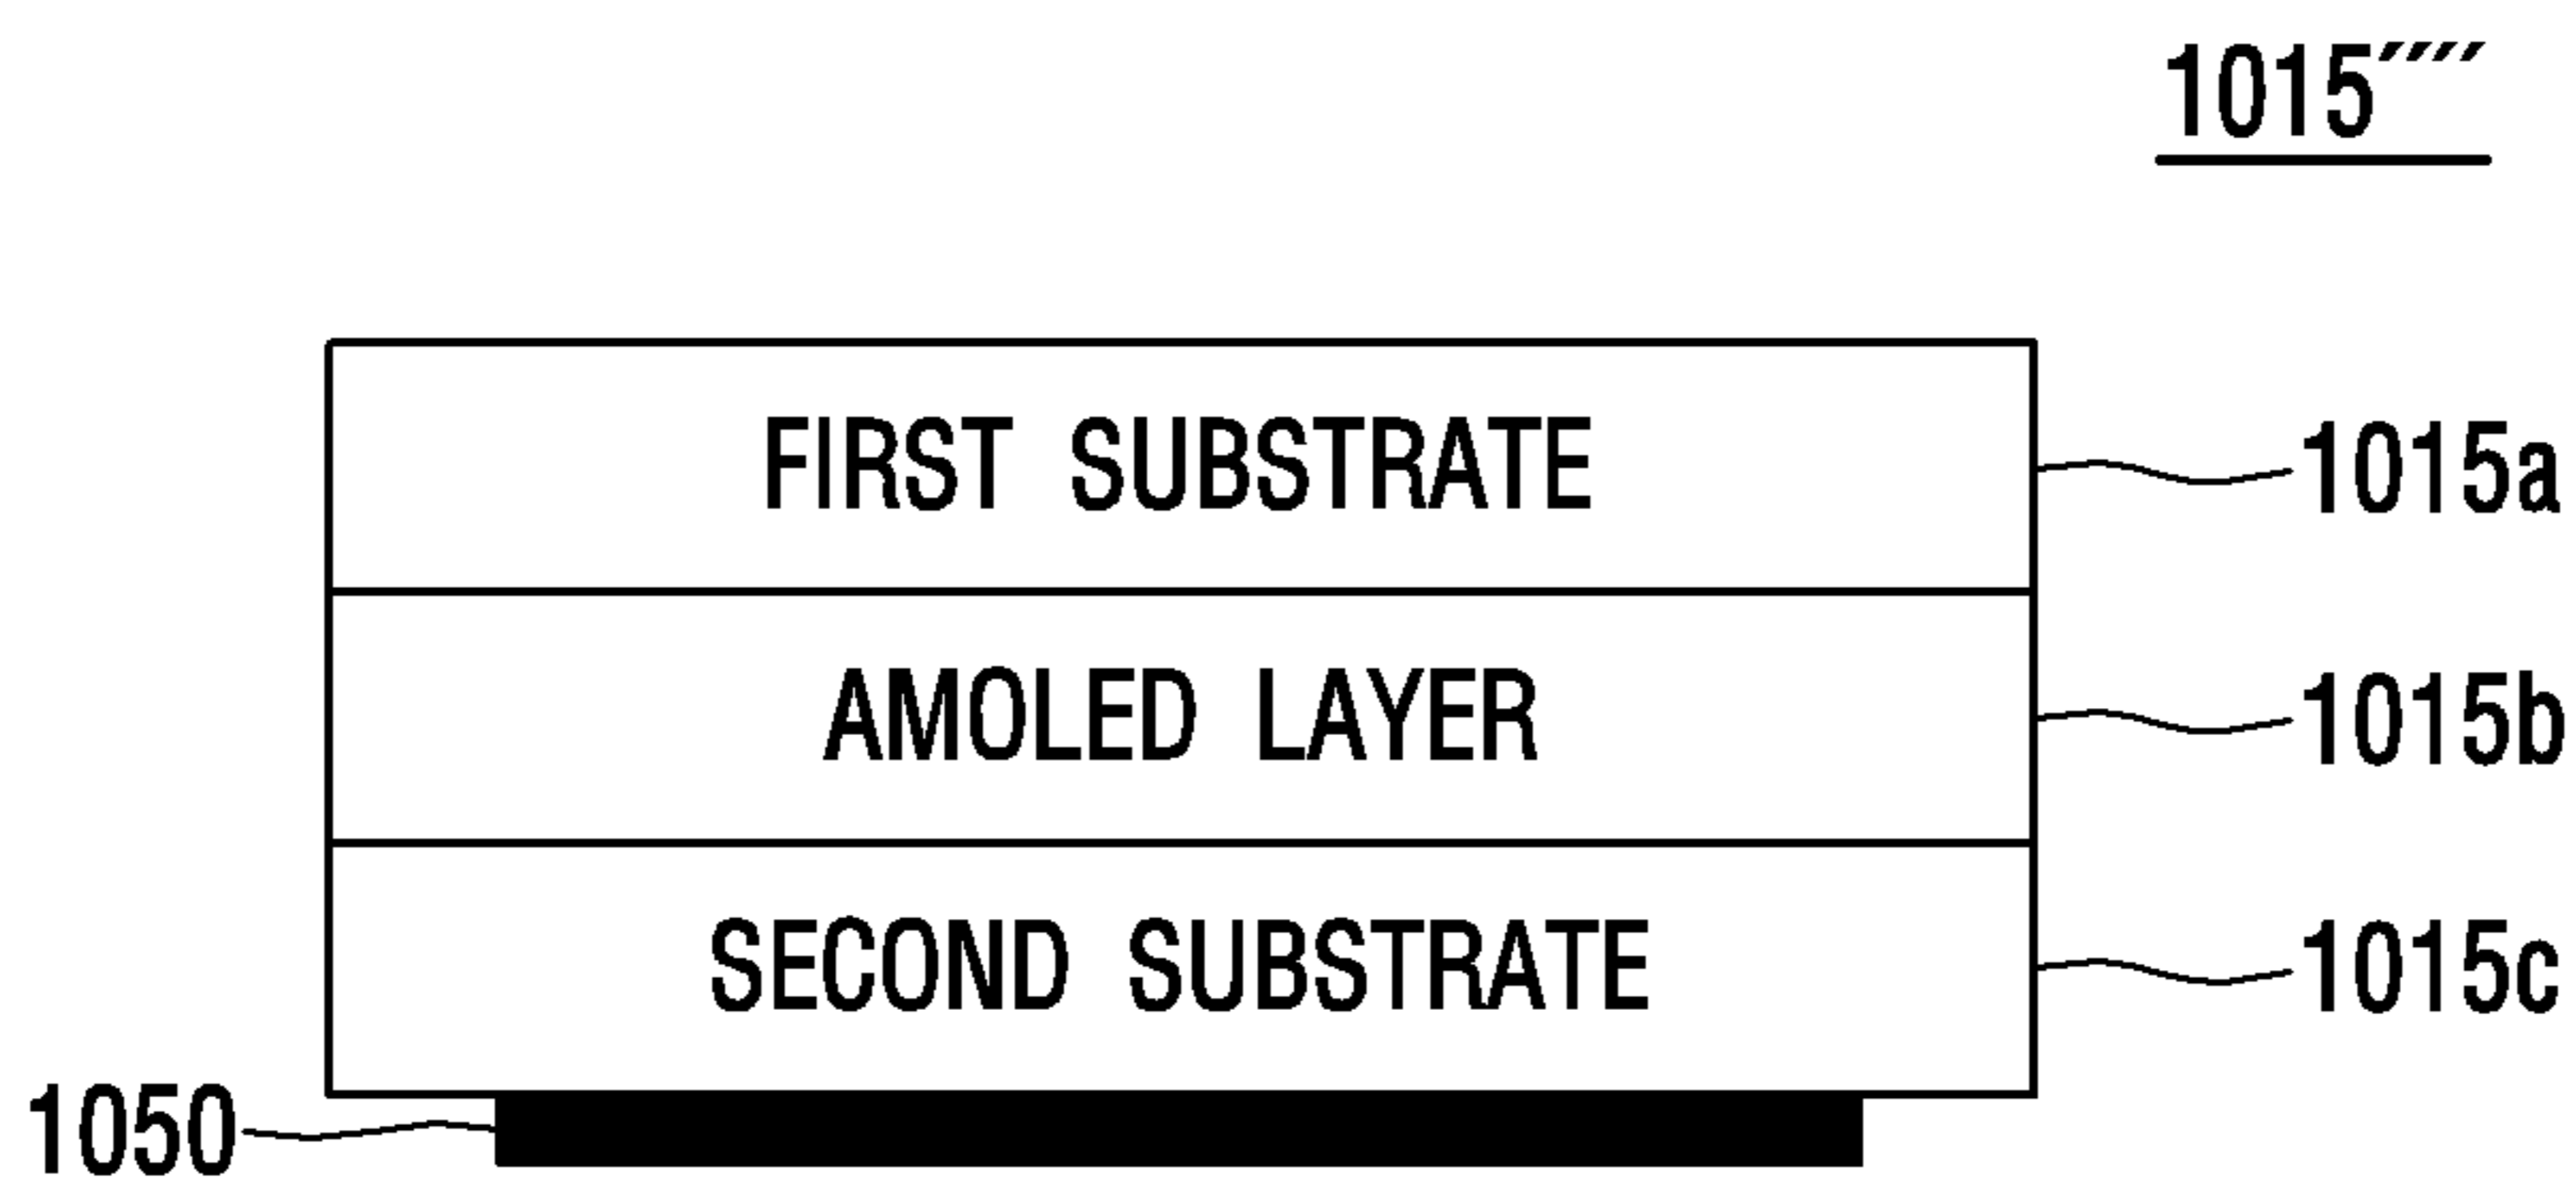 1015′′′′
FIRST SUBSTRATE 1015a
AMOLED LAYER 1015b
SECOND SUBSTRATE 1015c
1050